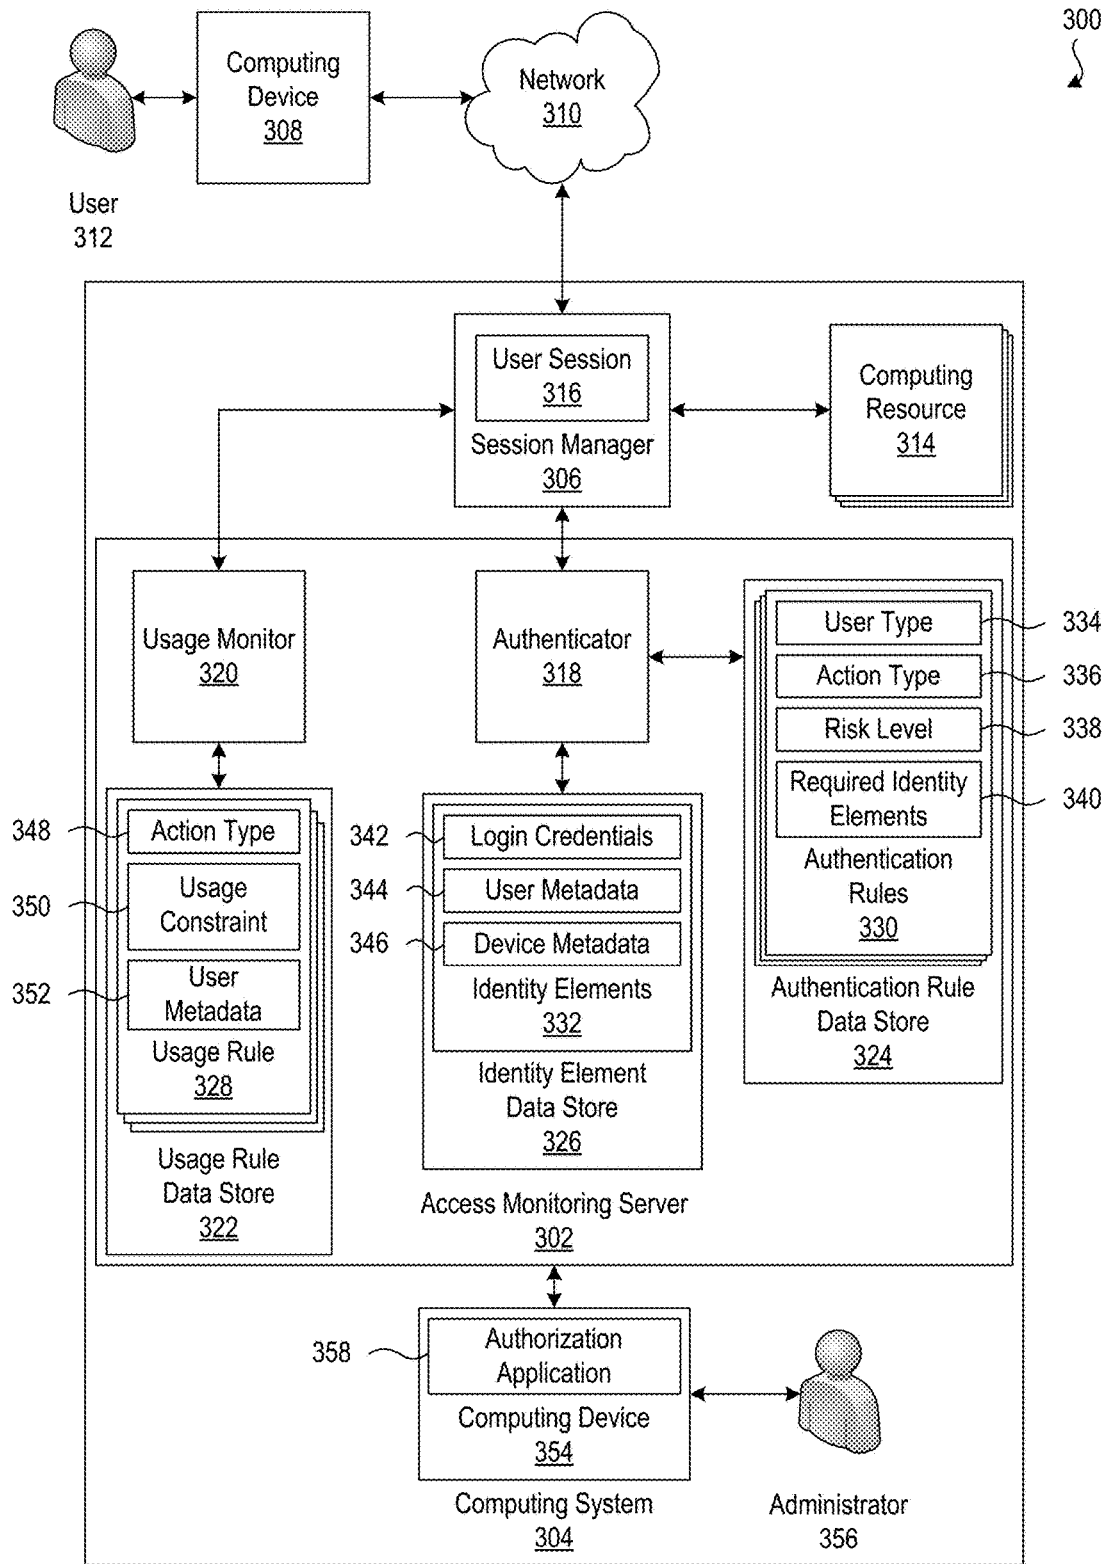 300
Computing
Device
308
Network
310
User
312
User Session
316
Session Manager
306
Computing
Resource
314
Usage Monitor
320
Authenticator
318
User Type
334
Action Type
336
Risk Level
338
Required Identity
Elements
340
Authentication
Rules
330
Authentication Rule
Data Store
324
348
Action Type
350
Usage
Constraint
352
User
Metadata
Usage Rule
328
Usage Rule
Data Store
322
342
Login Credentials
344
User Metadata
346
Device Metadata
Identity Elements
332
Identity Element
Data Store
326
Access Monitoring Server
302
358
Authorization
Application
Computing Device
354
Computing System
304
Administrator
356